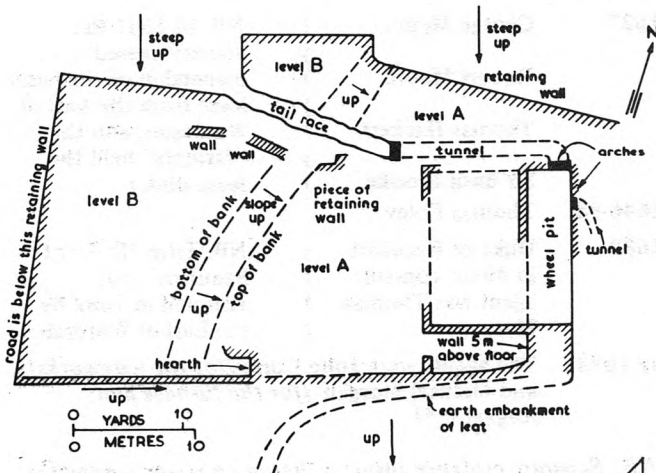 steep
up
steep
up
N
level B
up
retaining
wall
level A
tail race
tunnel
arches
wall
wall
level B
slope
up
piece of
retaining
wall
bottom of bank
top of bank
level A
wheel pit
tunnel
road is below this retaining wall
up
wall 5m
above floor
hearth
up
0 10
YARDS
METRES
0 10
earth embankment
of leat
up